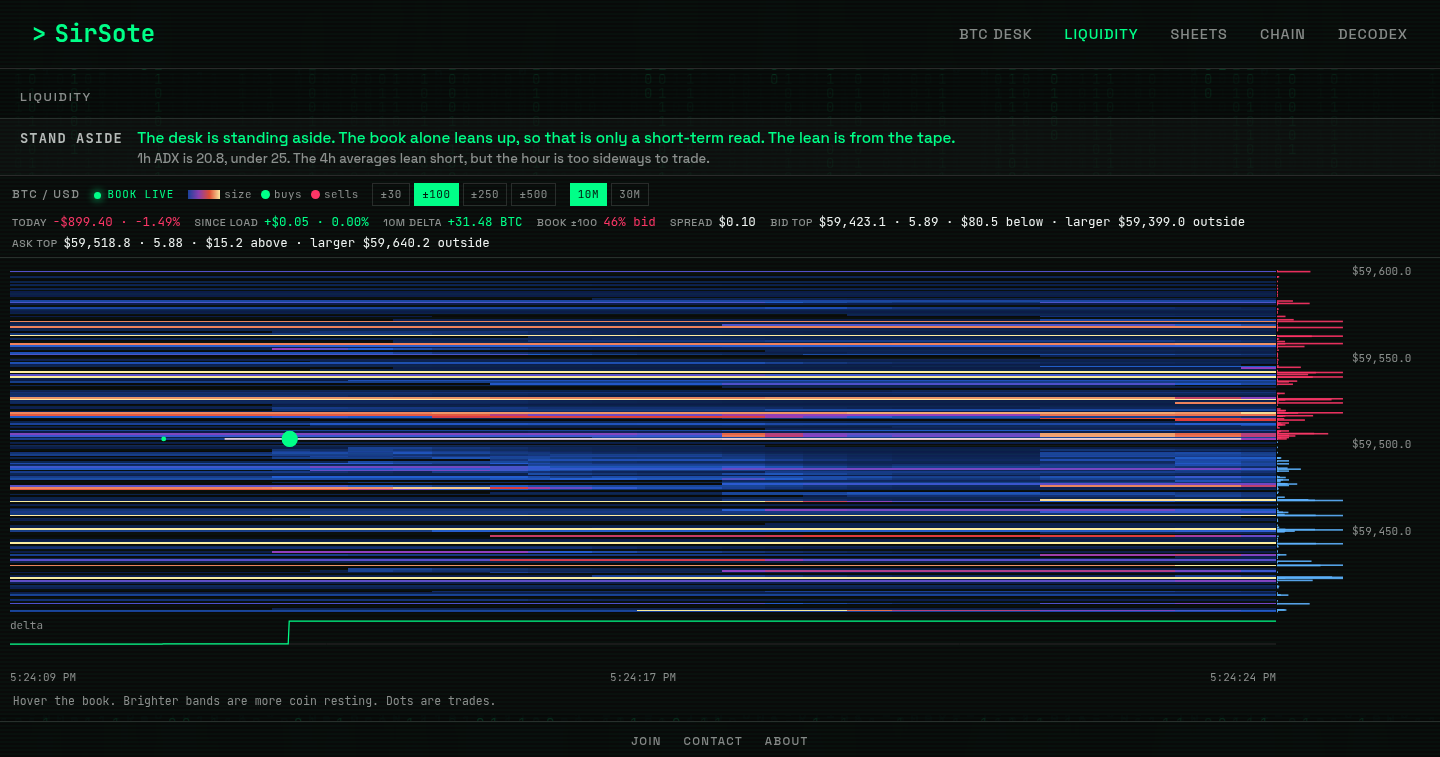 > SirSote
BTC DESK LIQUIDITY SHEETS CHAIN DECODEX
LIQUIDITY
STAND ASIDE The desk is standing aside. The book alone leans up, so that is only a short-term read. The lean is from the tape.
1h ADX is 20.8, under 25. The 4h averages lean short, but the hour is too sideways to trade.
BTC / USD BOOK LIVE size buys sells ±30 ±100 ±250 ±500 10M 30M
TODAY -$899.40 · -1.49% SINCE LOAD +$0.05 · 0.00% 10M DELTA +31.48 BTC BOOK ±100 46% bid SPREAD $0.10 BID TOP $59,423.1 · 5.89 · $80.5 below · larger $59,399.0 outside
ASK TOP $59,518.8 · 5.88 · $15.2 above · larger $59,640.2 outside
$59,600.0
$59,550.0
$59,500.0
$59,450.0
delta
5:24:09 PM 5:24:17 PM 5:24:24 PM
Hover the book. Brighter bands are more coin resting. Dots are trades.
JOIN CONTACT ABOUT